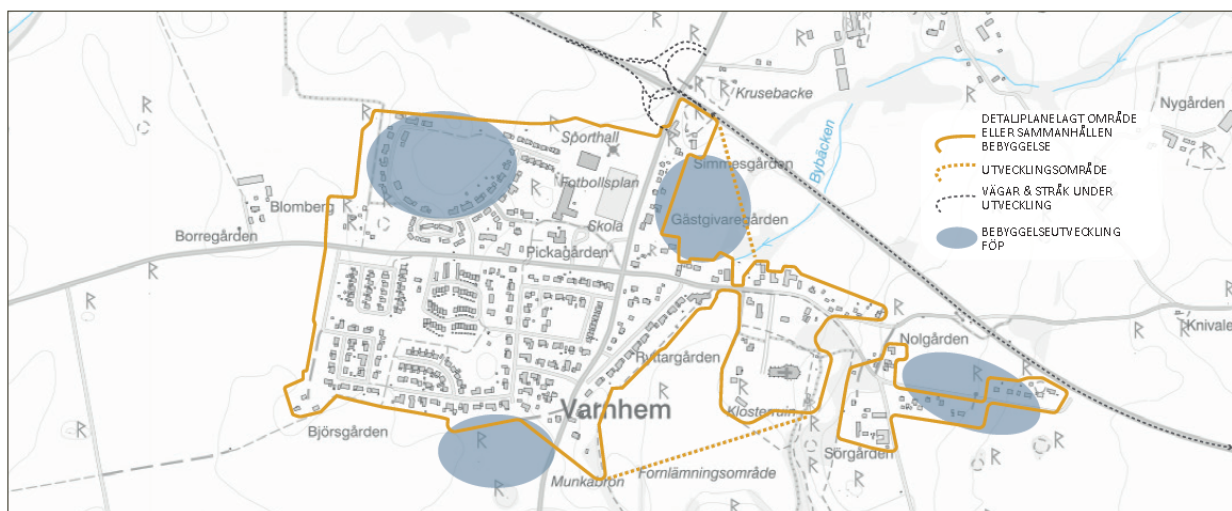 Krusebacke
Nygården
Sporthall
Simmesgården
Bybäcken
Fotbollsplan
Blomberg
Gästgivaregården
Skola
Borregården
Pickagården
Knivale
Nolgården
Ryttargården
Varnhem
Klosterruin
Björsgården
Sörgården
Fornlämningsområde
Munkabron
DETALJPLANELAGT OMRÅDE
ELLER SAMMANHÅLLEN
BEBYGGELSE
UTVECKLINGSOMRÅDE
VÄGAR & STRÅK UNDER
UTVECKLING
BEBYGGELSEUTVECKLING
FÖP